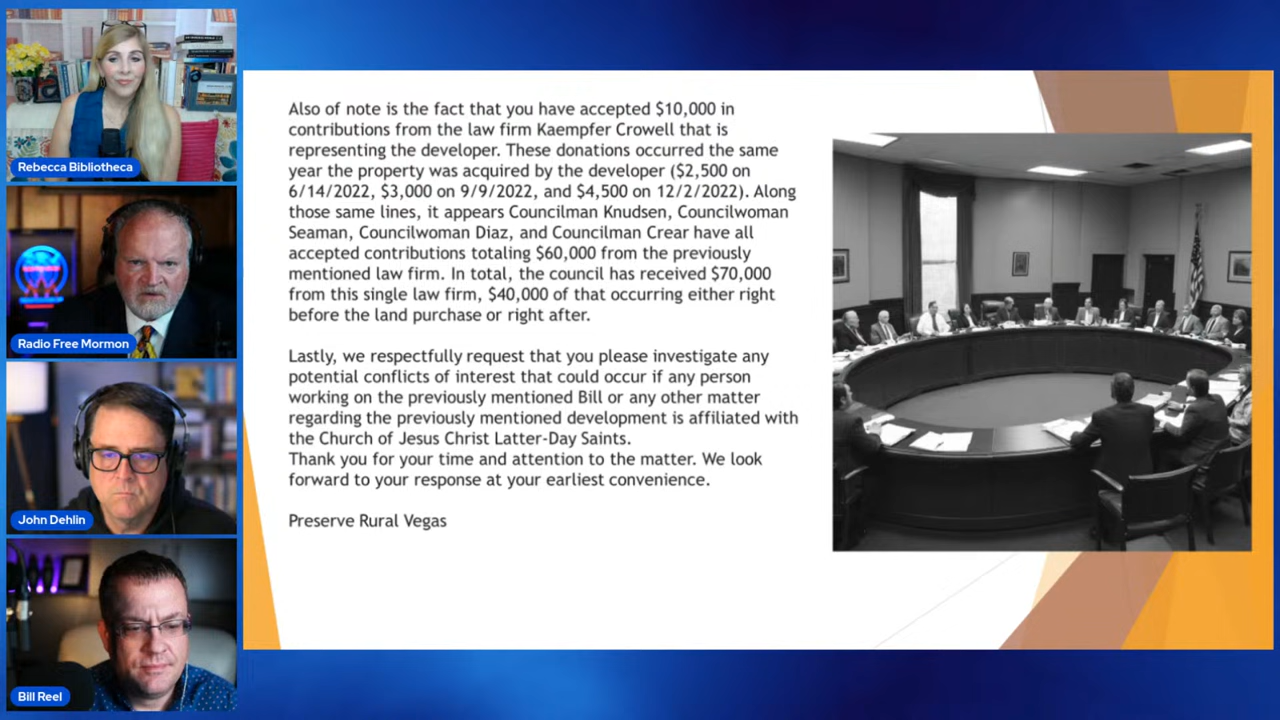 Rebecca Bibliotheca
Radio Free Mormon
John Dehlin
Bill Reel
Also of note is the fact that you have accepted $10,000 in
contributions from the law firm Kaempfer Crowell that is
representing the developer. These donations occurred the same
year the property was acquired by the developer ($2,500 on
6/14/2022, $3,000 on 9/9/2022, and $4,500 on 12/2/2022). Along
those same lines, it appears Councilman Knudsen, Councilwoman
Seaman, Councilwoman Diaz, and Councilman Crear have all
accepted contributions totaling $60,000 from the previously
mentioned law firm. In total, the council has received $70,000
from this single law firm, $40,000 of that occurring either right
before the land purchase or right after.
Lastly, we respectfully request that you please investigate any
potential conflicts of interest that could occur if any person
working on the previously mentioned Bill or any other matter
regarding the previously mentioned development is affiliated with
the Church of Jesus Christ Latter-Day Saints.
Thank you for your time and attention to the matter. We look
forward to your response at your earliest convenience.
Preserve Rural Vegas